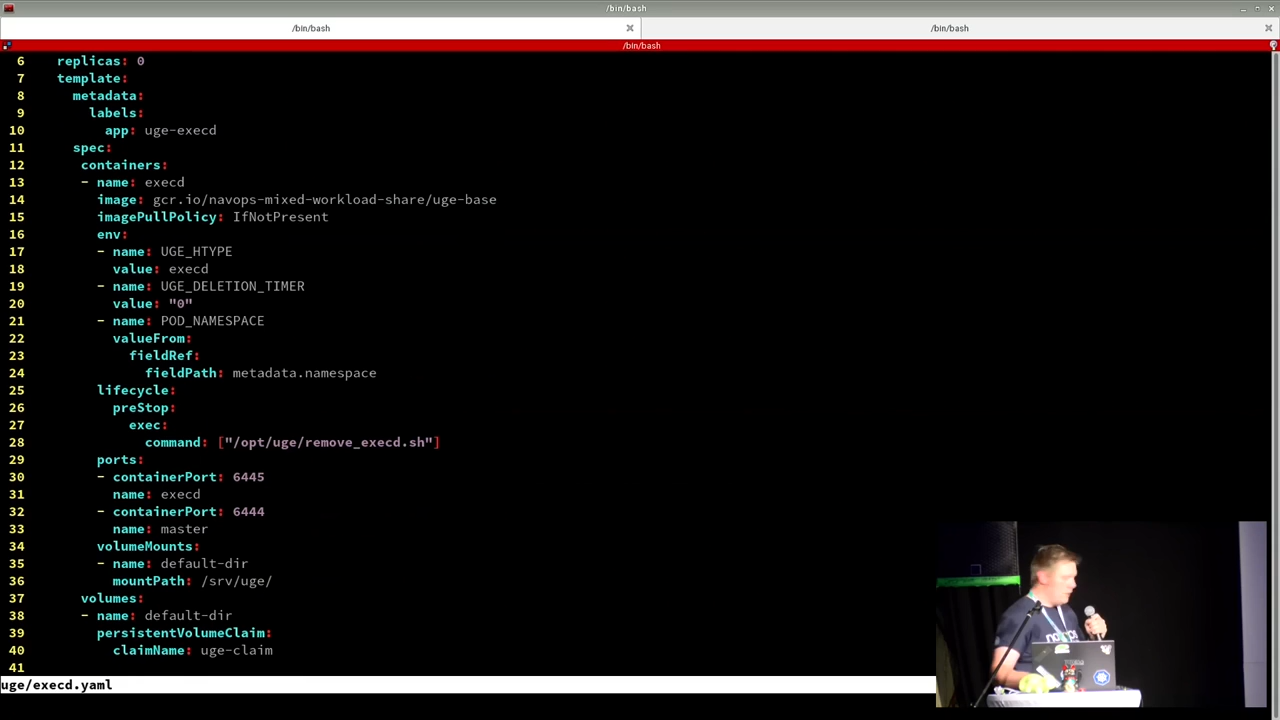 /bin/bash
/bin/bash
/bin/bash
/bin/bash
6 replicas: 0
7 template:
8 metadata:
9 labels:
10 app: uge-execd
11 spec:
12 containers:
13 - name: execd
14 image: gcr.io/navops-mixed-workload-share/uge-base
15 imagePullPolicy: IfNotPresent
16 env:
17 - name: UGE_HTYPE
18 value: execd
19 - name: UGE_DELETION_TIMER
20 value: "0"
21 - name: POD_NAMESPACE
22 valueFrom:
23 fieldRef:
24 fieldPath: metadata.namespace
25 lifecycle:
26 preStop:
27 exec:
28 command: ["/opt/uge/remove_execd.sh"]
29 ports:
30 - containerPort: 6445
31 name: execd
32 - containerPort: 6444
33 name: master
34 volumeMounts:
35 - name: default-dir
36 mountPath: /srv/uge/
37 volumes:
38 - name: default-dir
39 persistentVolumeClaim:
40 claimName: uge-claim
41
uge/execd.yaml